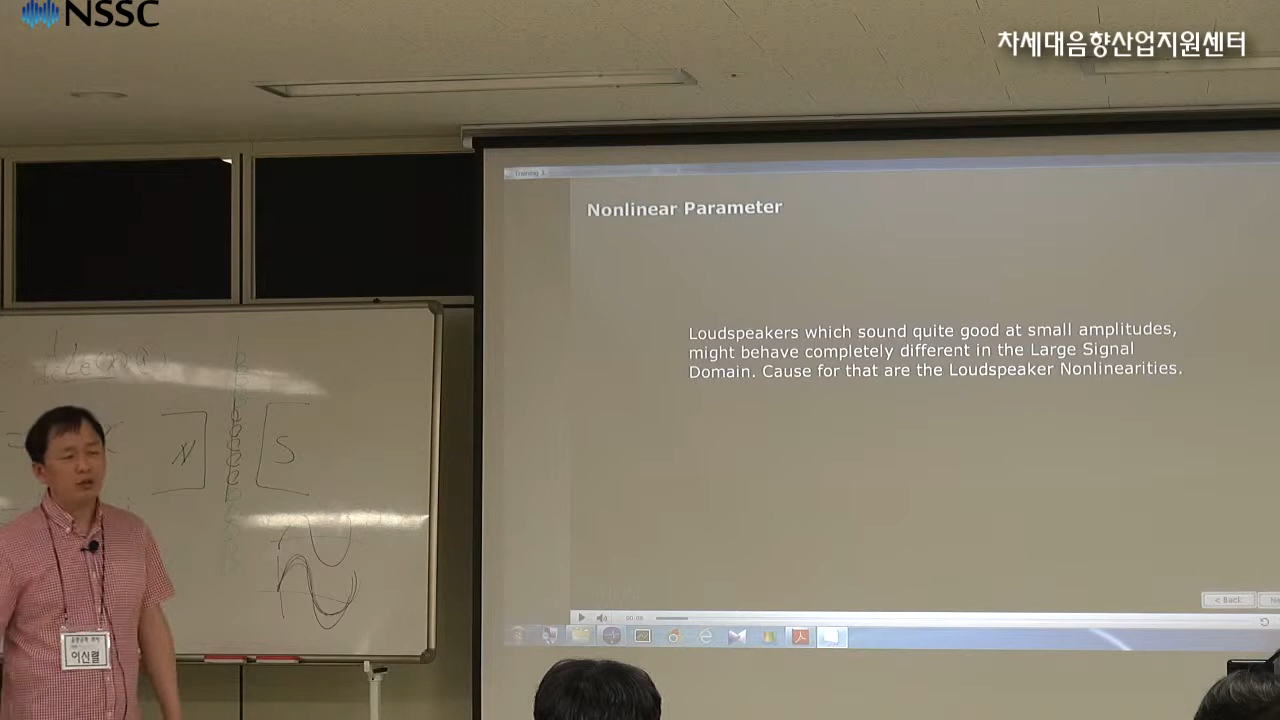 NSSC
차세대음향산업지원센터
Training 1
Nonlinear Parameter
Loudspeakers which sound quite good at small amplitudes,
might behave completely different in the Large Signal
Domain. Cause for that are the Loudspeaker Nonlinearities.
N
S
이신렬
< Back